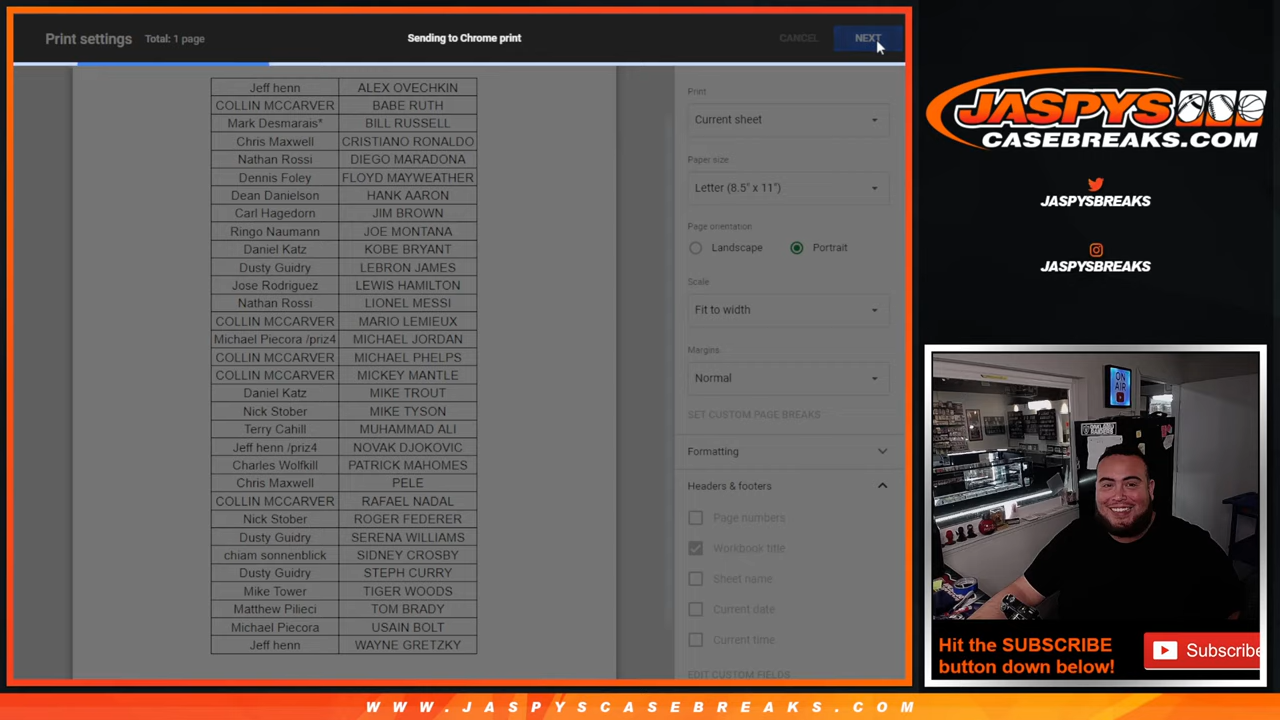 Print settings Total: 1 page Sending to Chrome print CANCEL NEXT
Jeff henn ALEX OVECHKIN
COLLIN MCCARVER BABE RUTH
Mark Desmarais* BILL RUSSELL
Chris Maxwell CRISTIANO RONALDO
Nathan Rossi DIEGO MARADONA
Dennis Foley FLOYD MAYWEATHER
Dean Danielson HANK AARON
Carl Hagedorn JIM BROWN
Ringo Naumann JOE MONTANA
Daniel Katz KOBE BRYANT
Dusty Guidry LEBRON JAMES
Jose Rodriguez LEWIS HAMILTON
Nathan Rossi LIONEL MESSI
COLLIN MCCARVER MARIO LEMIEUX
Michael Piecora /priz4 MICHAEL JORDAN
COLLIN MCCARVER MICHAEL PHELPS
COLLIN MCCARVER MICKEY MANTLE
Daniel Katz MIKE TROUT
Nick Stober MIKE TYSON
Terry Cahill MUHAMMAD ALI
Jeff henn /priz4 NOVAK DJOKOVIC
Charles Wolfkill PATRICK MAHOMES
Chris Maxwell PELE
COLLIN MCCARVER RAFAEL NADAL
Nick Stober ROGER FEDERER
Dusty Guidry SERENA WILLIAMS
chiam sonnenblick SIDNEY CROSBY
Dusty Guidry STEPH CURRY
Mike Tower TIGER WOODS
Matthew Pilieci TOM BRADY
Michael Piecora USAIN BOLT
Jeff henn WAYNE GRETZKY
Print
Current sheet
Paper size
Letter (8.5" x 11")
Page orientation
Landscape Portrait
Scale
Fit to width
Margins
Normal
SET CUSTOM PAGE BREAKS
Formatting
Headers & footers
Page numbers
Workbook title
Sheet name
Current date
Current time
EDIT CUSTOM FIELDS
JASPYS
CASEBREAKS.COM
JASPYSBREAKS
JASPYSBREAKS
ON
AIR
Hit the SUBSCRIBE
button down below!
Subscribe
WWW.JASPYSCASEBREAKS.COM